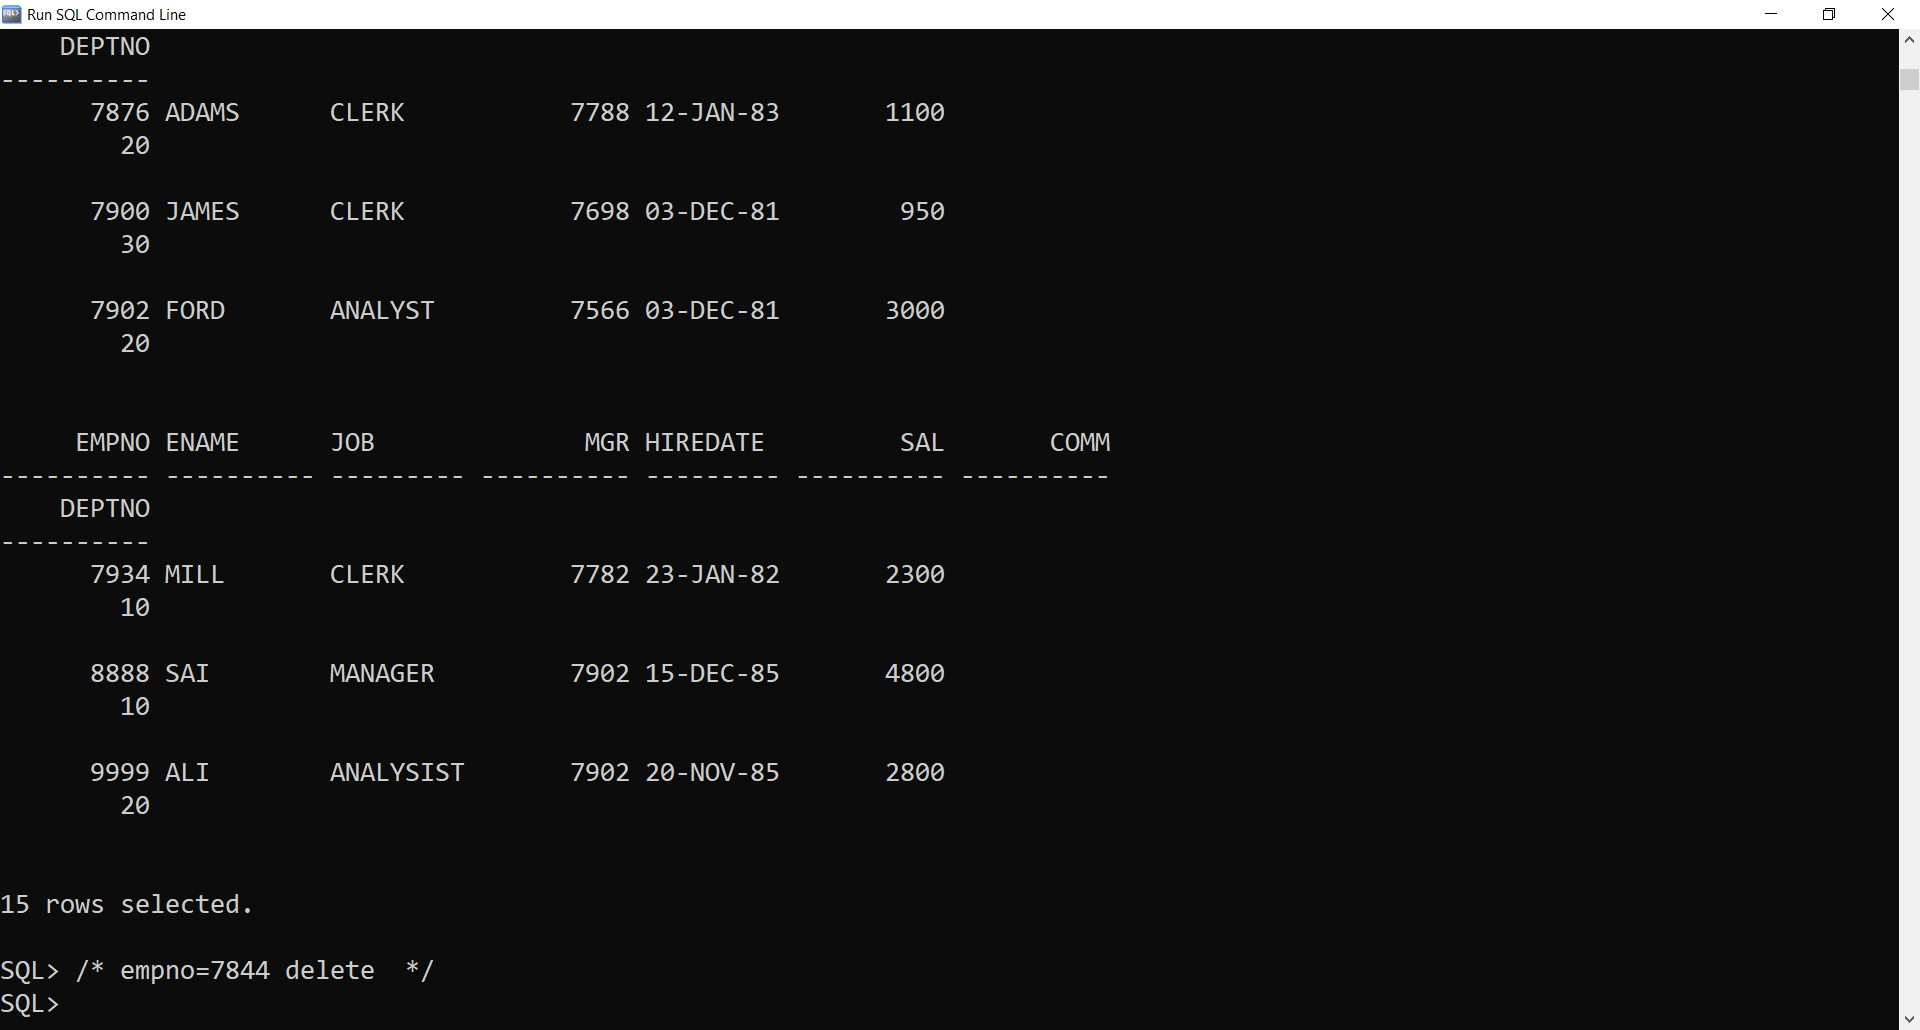 Run SQL Command Line
    DEPTNO
----------
      7876 ADAMS      CLERK           7788 12-JAN-83       1100
        20

      7900 JAMES      CLERK           7698 03-DEC-81        950
        30

      7902 FORD       ANALYST         7566 03-DEC-81       3000
        20


     EMPNO ENAME      JOB              MGR HIREDATE         SAL       COMM
---------- ---------- --------- ---------- --------- ---------- ----------
    DEPTNO
----------
      7934 MILL       CLERK           7782 23-JAN-82       2300
        10

      8888 SAI        MANAGER         7902 15-DEC-85       4800
        10

      9999 ALI        ANALYSIST       7902 20-NOV-85       2800
        20


15 rows selected.

SQL> /* empno=7844 delete  */
SQL>